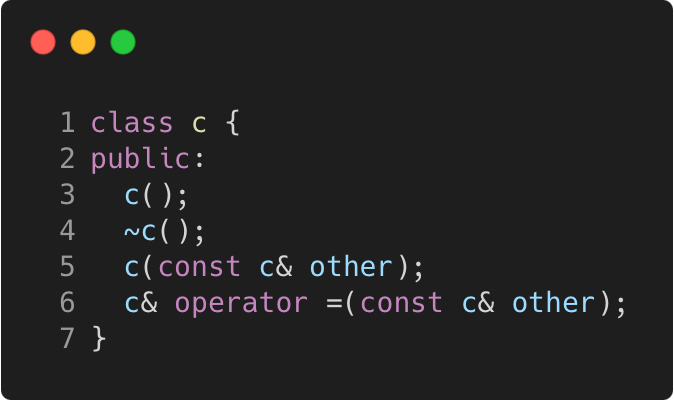 1 class c {
2 public:
3   c();
4   ~c();
5   c(const c& other);
6   c& operator =(const c& other);
7 }